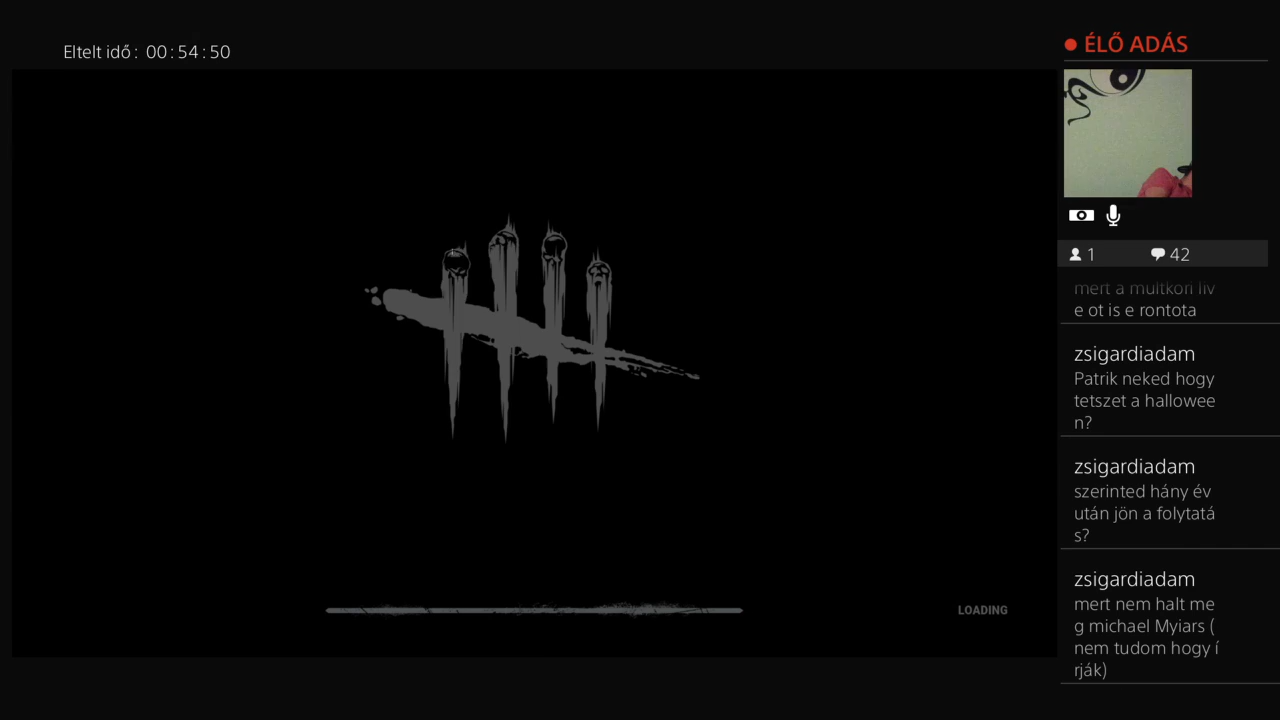 Eltelt idő : 00 : 54 : 50
ÉLŐ ADÁS
1 42
mert a multkori liv
e ot is e rontota
zsigardiadam
Patrik neked hogy
tetszet a hallowee
n?
zsigardiadam
szerinted hány év
után jön a folytatá
s?
zsigardiadam
mert nem halt me
g michael Myiars (
nem tudom hogy í
rják)
LOADING